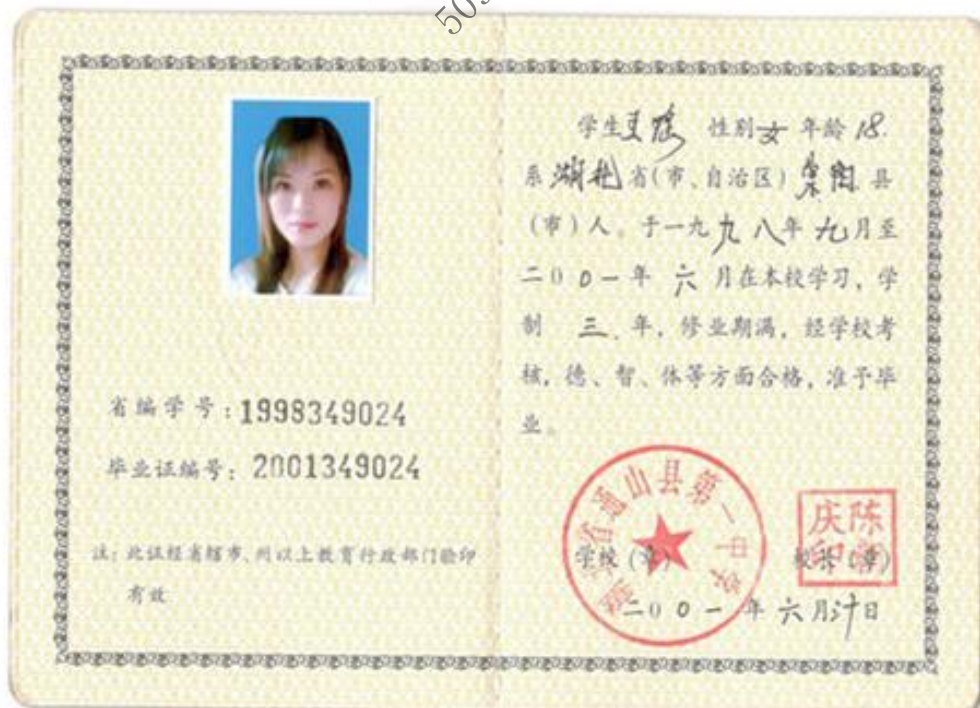 505
省编学号：1998349024
毕业证编号：2001349024
注：此证经省辖市、州以上教育行政部门验印
有效
学生 性别女 年龄18.
系湖北省(市、自治区) 县
(市)人。于一九九八年九月至
二00一年 六 月在本校学习，学
制 三 年，修业期满，经学校考
核，德、智、体等方面合格，准予毕
业。
省通山县第一中学
庆陈
印
学校(章) 校长(章)
二00一 年 六 月 日